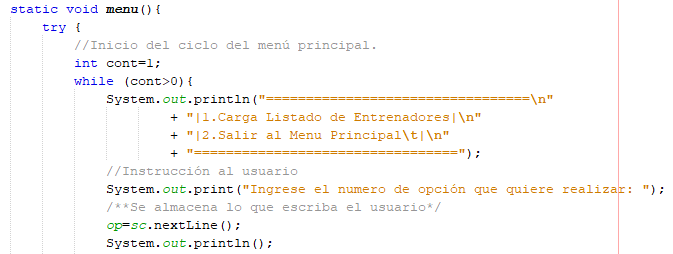 static void menu(){
try {
//Inicio del ciclo del menú principal.
int cont=1;
while (cont>0){
System.out.println("=================================\n"
+ "|1.Carga Listado de Entrenadores|\n"
+ "|2.Salir al Menu Principal\t|\n"
+ "=================================");
//Instrucción al usuario
System.out.print("Ingrese el numero de opción que quiere realizar: ");
/**Se almacena lo que escriba el usuario*/
op=sc.nextLine();
System.out.println();